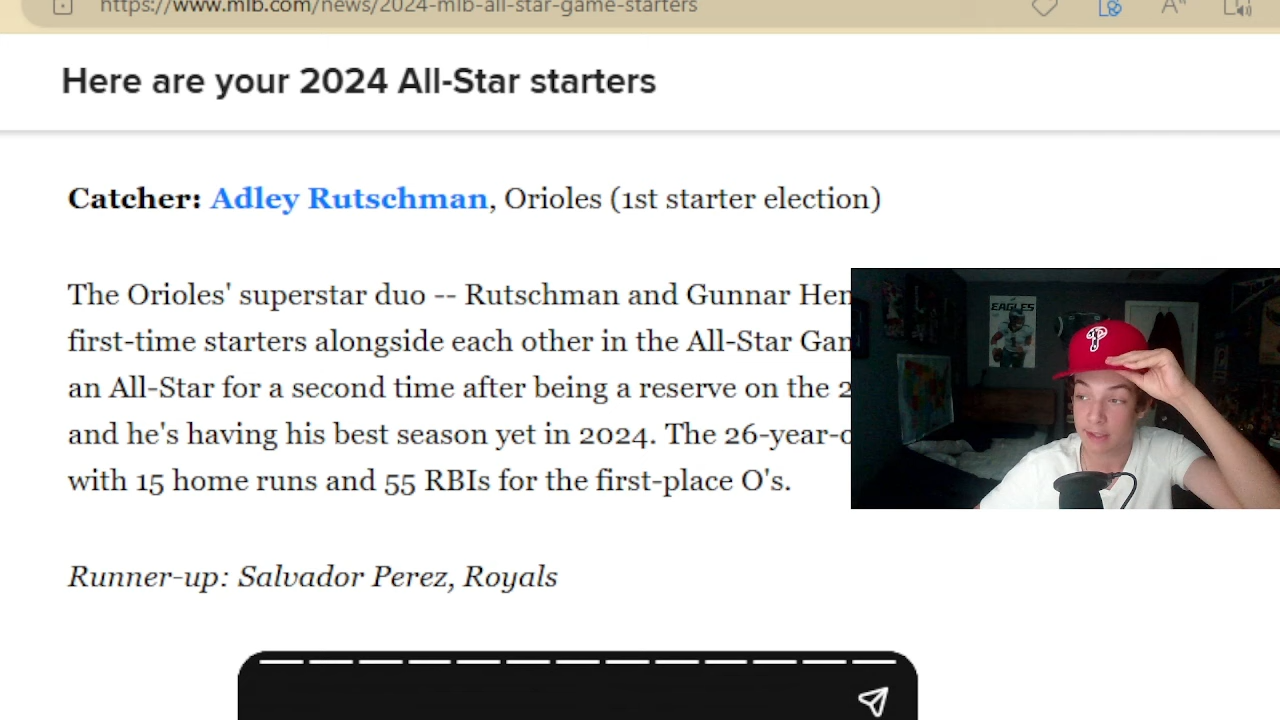 https://www.mlb.com/news/2024-mlb-all-star-game-starters
Here are your 2024 All-Star starters
Catcher: Adley Rutschman, Orioles (1st starter election)
The Orioles' superstar duo -- Rutschman and Gunnar Hen
first-time starters alongside each other in the All-Star Gam
an All-Star for a second time after being a reserve on the 2
and he's having his best season yet in 2024. The 26-year-o
with 15 home runs and 55 RBIs for the first-place O's.
Runner-up: Salvador Perez, Royals
EAGLES
P